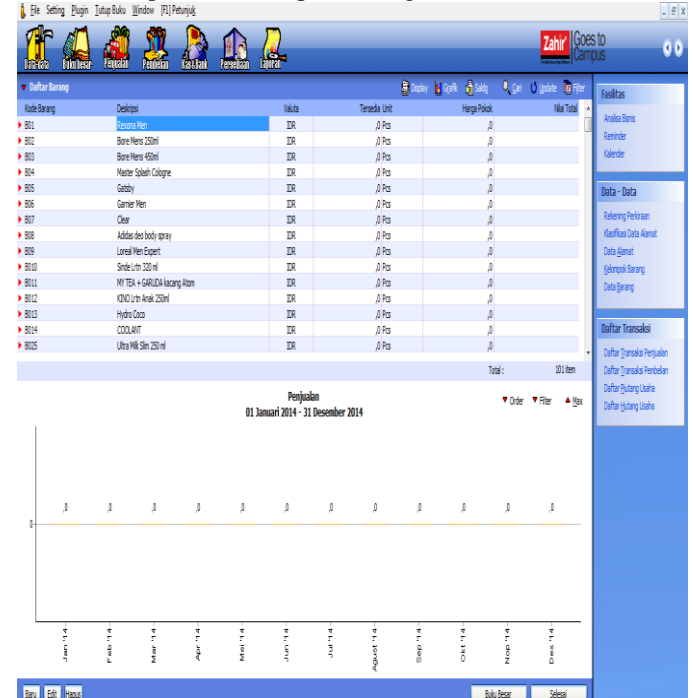 File Setting Plugin Tutup Buku Window [F1] Petunjuk
Data-data Buku besar Penjualan Pembelian Kas & Bank Persediaan Laporan
Zahir Goes to Campus
Daftar Barang Display Grafik Saldo Cari Update Filter
Kode Barang Deskripsi Valuta Tersedia Unit Harga Pokok Nilai Total
B01 Rexona Men IDR ,0 Pcs ,0
B02 Biore Mens 250ml IDR ,0 Pcs ,0
B03 Biore Mens 450ml IDR ,0 Pcs ,0
B04 Master Splash Cologne IDR ,0 Pcs ,0
B05 Gatsby IDR ,0 Pcs ,0
B06 Garnier Men IDR ,0 Pcs ,0
B07 Clear IDR ,0 Pcs ,0
B08 Adidas deo body spray IDR ,0 Pcs ,0
B09 Loreal Men Expert IDR ,0 Pcs ,0
B010 Sinde Lrtn 320 ml IDR ,0 Pcs ,0
B011 MY TEA + GARUDA kacang Atom IDR ,0 Pcs ,0
B012 KINO Lrtn Anak 250ml IDR ,0 Pcs ,0
B013 Hydro Coco IDR ,0 Pcs ,0
B014 COOLANT IDR ,0 Pcs ,0
B025 Ultra Milk Slim 250 ml IDR ,0 Pcs ,0
Total : 101 item
Penjualan
01 Januari 2014 - 31 Desember 2014
Order Filter Max
,0 ,0 ,0 ,0 ,0 ,0 ,0 ,0 ,0 ,0 ,0 ,0
0
Jan '14 Feb '14 Mar '14 Apr '14 Mei '14 Jun '14 Jul '14 Agust '14 Sep '14 Okt '14 Nop '14 Des '14
Baru Edit Hapus Buku Besar Selesai
Fasilitas
Analisa Bisnis
Reminder
Kalender
Data - Data
Rekening Perkiraan
Klasifikasi Data Alamat
Data Alamat
Kelompok Barang
Data Barang
Daftar Transaksi
Daftar Transaksi Penjualan
Daftar Transaksi Pembelian
Daftar Piutang Usaha
Daftar Hutang Usaha